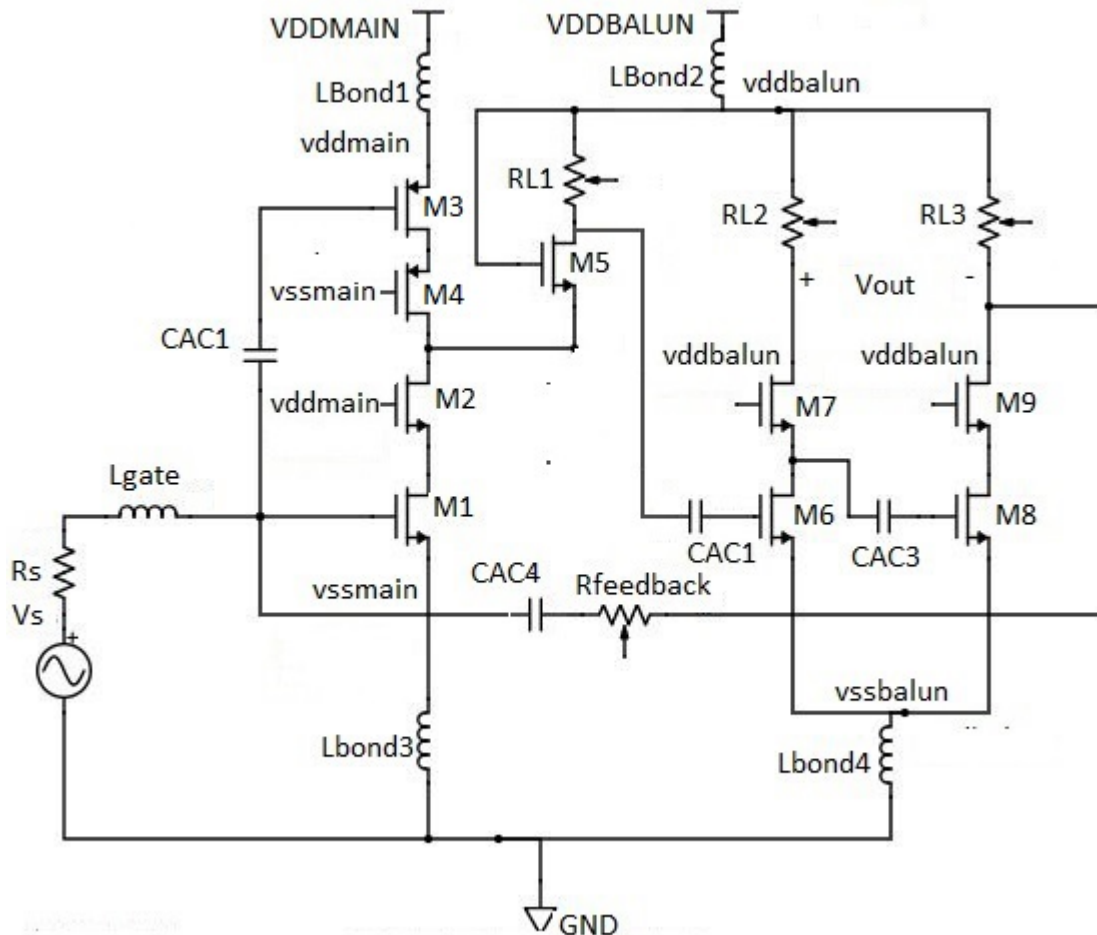 VDDMAIN
VDDBALUN
LBond1
LBond2
vddbalun
vddmain
RL1
M3
RL2
RL3
M5
vssmain
M4
+
Vout
-
CAC1
vddbalun
vddbalun
vddmain
M2
M7
M9
Lgate
M1
M6
M8
CAC1
CAC3
Rs
CAC4
Rfeedback
vssmain
Vs
+
vssbalun
Lbond3
Lbond4
GND